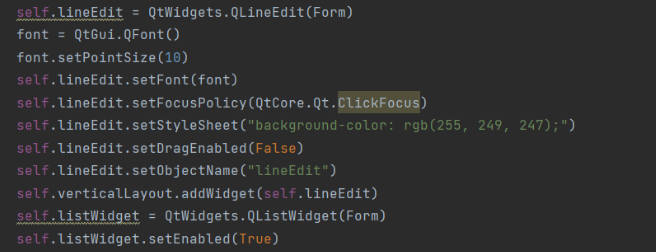 self.lineEdit = QtWidgets.QLineEdit(Form)
font = QtGui.QFont()
font.setPointSize(10)
self.lineEdit.setFont(font)
self.lineEdit.setFocusPolicy(QtCore.Qt.ClickFocus)
self.lineEdit.setStyleSheet("background-color: rgb(255, 249, 247);")
self.lineEdit.setDragEnabled(False)
self.lineEdit.setObjectName("lineEdit")
self.verticalLayout.addWidget(self.lineEdit)
self.listWidget = QtWidgets.QListWidget(Form)
self.listWidget.setEnabled(True)